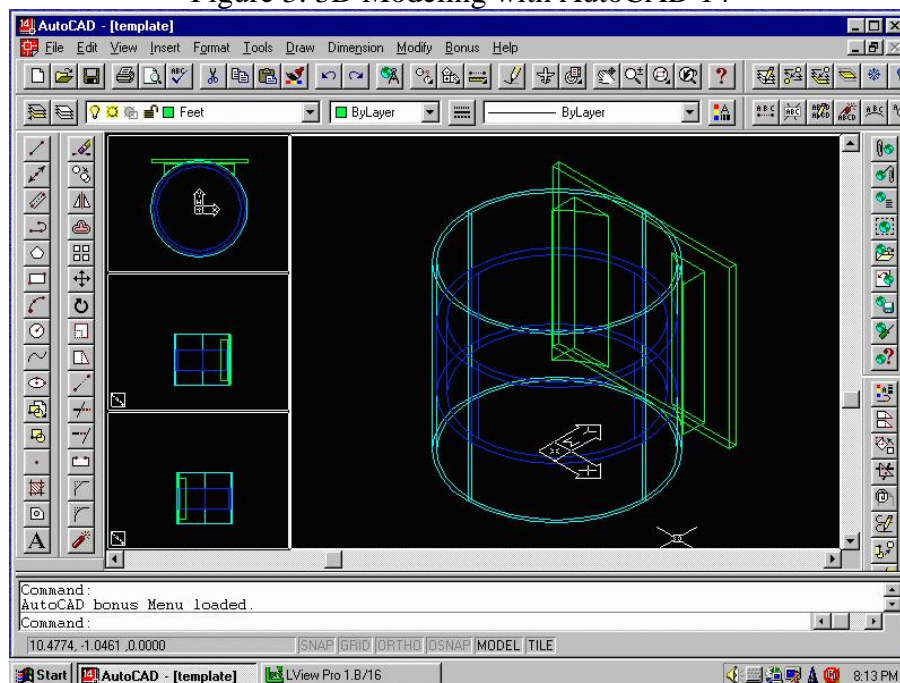 Figure 3. 3D Modeling with AutoCAD 14
AutoCAD - [template]
File Edit View Insert Format Tools Draw Dimension Modify Bonus Help
Feet
ByLayer
ByLayer
Command:
AutoCAD bonus Menu loaded.
Command:
10.4774, -1.0461 ,0.0000 SNAP GRID ORTHO OSNAP MODEL TILE
Start AutoCAD - [template] LView Pro 1.B/16 8:13 PM